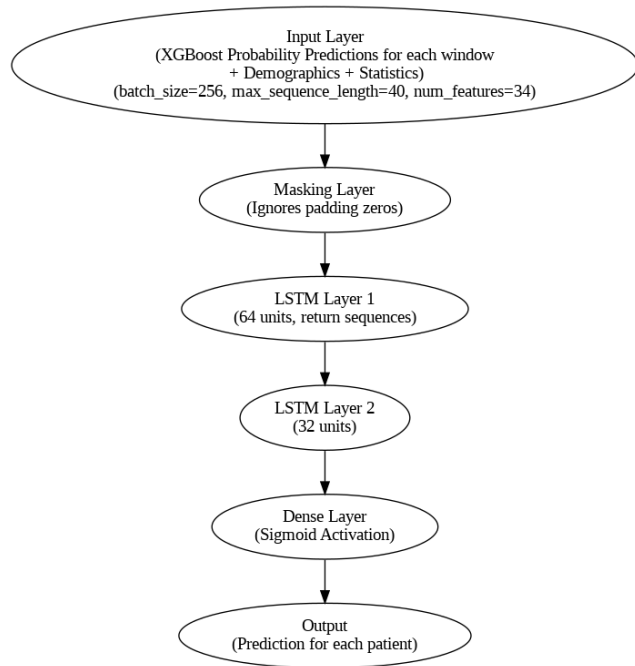 Input Layer
(XGBoost Probability Predictions for each window
+ Demographics + Statistics)
(batch_size=256, max_sequence_length=40, num_features=34)
Masking Layer
(Ignores padding zeros)
LSTM Layer 1
(64 units, return sequences)
LSTM Layer 2
(32 units)
Dense Layer
(Sigmoid Activation)
Output
(Prediction for each patient)